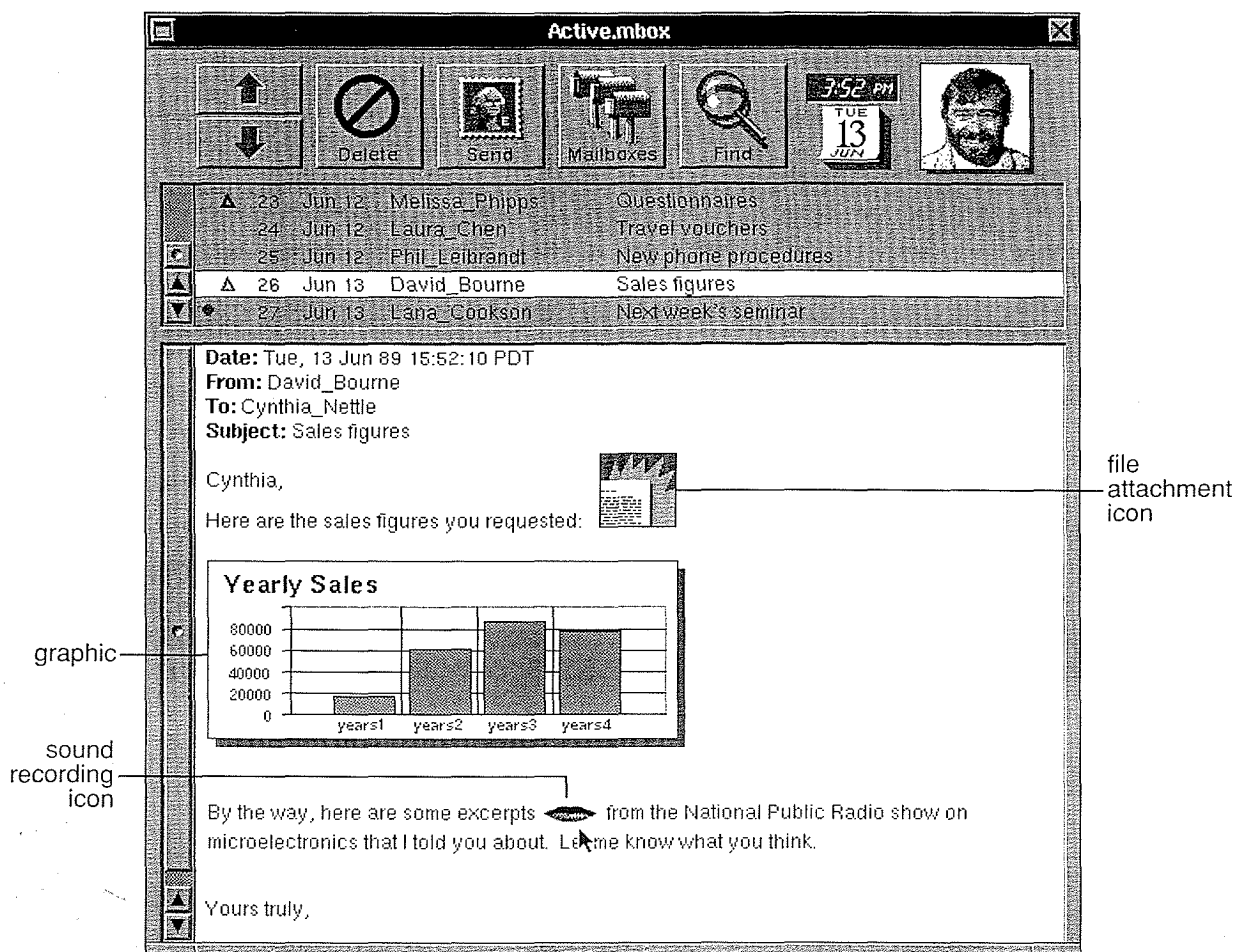 Active.mbox
3:52 PM
TUE
13
JUN
Delete
Send
Mailboxes
Find
23 Jun 12 Melissa_Phipps Questionnaires
24 Jun 12 Laura_Chen Travel vouchers
25 Jun 12 Phil_Leibrandt New phone procedures
26 Jun 13 David_Bourne Sales figures
27 Jun 13 Lana_Cookson Next week's seminar
Date: Tue, 13 Jun 89 15:52:10 PDT
From: David_Bourne
To: Cynthia_Nettle
Subject: Sales figures
Cynthia,
Here are the sales figures you requested:
file
attachment
icon
Yearly Sales
80000
60000
40000
20000
0
years1 years2 years3 years4
graphic
sound
recording
icon
By the way, here are some excerpts from the National Public Radio show on
microelectronics that I told you about. Let me know what you think.
Yours truly,